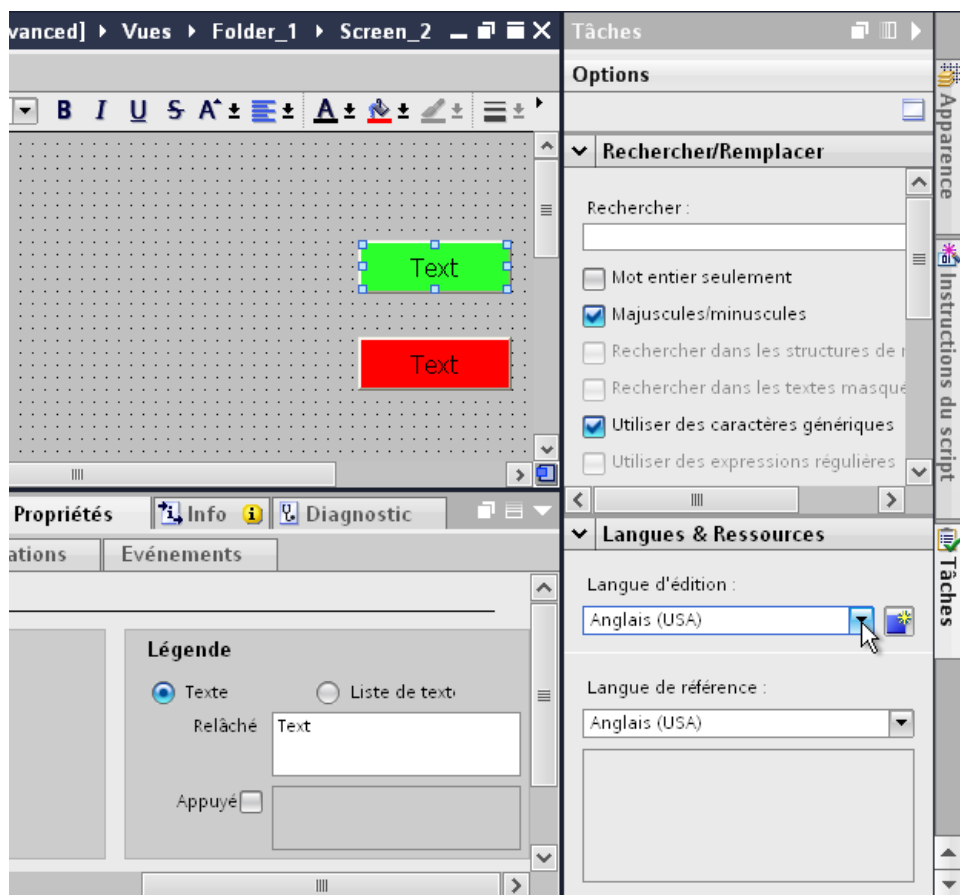 vanced] ▸ Vues ▸ Folder_1 ▸ Screen_2
B I U S A A
Text
Text
Propriétés Info Diagnostic
ations Evénements
Légende
Texte Liste de text
Relâché Text
Appuyé
Tâches
Options
Rechercher/Remplacer
Rechercher :
Mot entier seulement
Majuscules/minuscules
Rechercher dans les structures de r
Rechercher dans les textes masqué
Utiliser des caractères génériques
Utiliser des expressions régulières
Langues & Ressources
Langue d'édition :
Anglais (USA)
Langue de référence :
Anglais (USA)
Apparence
Instructions du script
Tâches